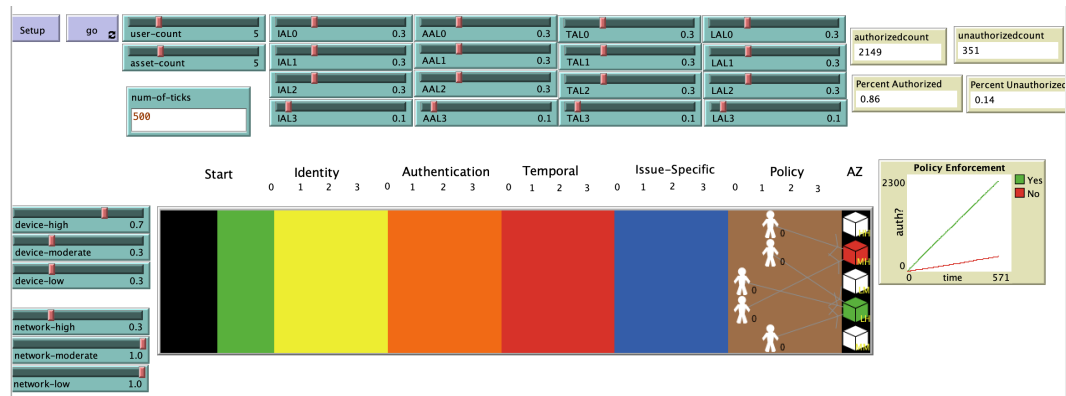 Setup
go
user-count 5
asset-count 5
num-of-ticks
500
IAL0 0.3
IAL1 0.3
IAL2 0.3
IAL3 0.1
AAL0 0.3
AAL1 0.3
AAL2 0.3
AAL3 0.1
TAL0 0.3
TAL1 0.3
TAL2 0.3
TAL3 0.1
LAL0 0.3
LAL1 0.3
LAL2 0.3
LAL3 0.1
authorizedcount
2149
unauthorizedcount
351
Percent Authorized
0.86
Percent Unauthorized
0.14
Start
Identity
0 1 2 3
Authentication
0 1 2 3
Temporal
0 1 2 3
Issue-Specific
0 1 2 3
Policy
0 1 2 3
AZ
device-high 0.7
device-moderate 0.3
device-low 0.3
network-high 0.3
network-moderate 1.0
network-low 1.0
0
0
0
0
0
MH
LH
Policy Enforcement
2300
auth?
0
0 time 571
Yes
No